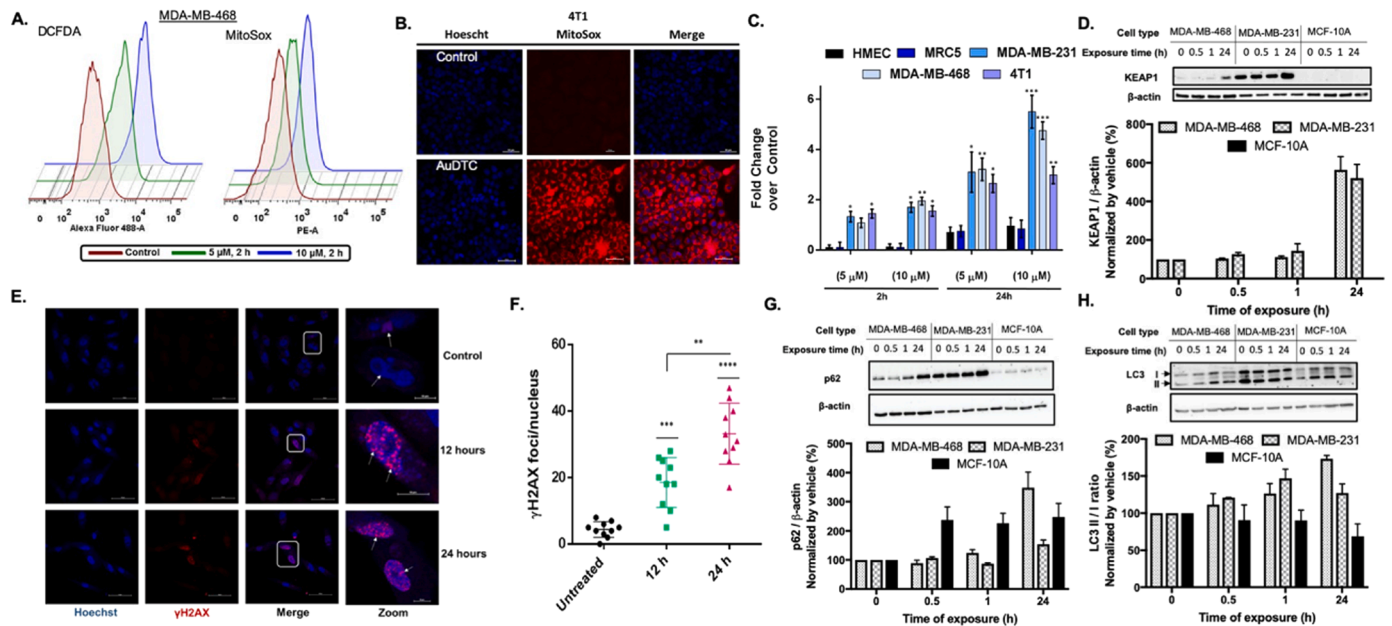 A.
MDA-MB-468
DCFDA
MitoSox
0 10² 10³ 10⁴ 10⁵
Alexa Fluor 488-A
0 10² 10³ 10⁴ 10⁵
PE-A
Control 5 µM, 2 h 10 µM, 2 h
B.
4T1
Hoescht MitoSox Merge
Control
AuDTC
C.
HMEC MRC5 MDA-MB-231
MDA-MB-468 4T1
Fold Change
over Control
6
4
2
0
* * * ** * * ** *** *** **
(5 µM) (10 µM) (5 µM) (10 µM)
2h 24h
D.
Cell type MDA-MB-468 MDA-MB-231 MCF-10A
Exposure time (h) 0 0.5 1 24 0 0.5 1 24 0 0.5 1 24
KEAP1
β-actin
MDA-MB-468 MDA-MB-231
MCF-10A
KEAP1 / β-actin
Normalized by vehicle (%)
800
600
400
200
100
0
0 0.5 1 24
Time of exposure (h)
E.
Control
12 hours
24 hours
Hoechst γH2AX Merge Zoom
F.
γH2AX foci/nucleus
60
40
20
0
**
***
****
Untreated 12 h 24 h
G.
Cell type MDA-MB-468 MDA-MB-231 MCF-10A
Exposure time (h) 0 0.5 1 24 0 0.5 1 24 0 0.5 1 24
p62
β-actin
MDA-MB-468 MDA-MB-231
MCF-10A
p62 / β-actin
Normalized by vehicle (%)
500
400
300
200
100
0
0 0.5 1 24
Time of exposure (h)
H.
Cell type MDA-MB-468 MDA-MB-231 MCF-10A
Exposure time (h) 0 0.5 1 24 0 0.5 1 24 0 0.5 1 24
LC3 I
II
β-actin
MDA-MB-468 MDA-MB-231
MCF-10A
LC3 II / I ratio
Normalized by vehicle (%)
200
150
100
50
0
0 0.5 1 24
Time of exposure (h)